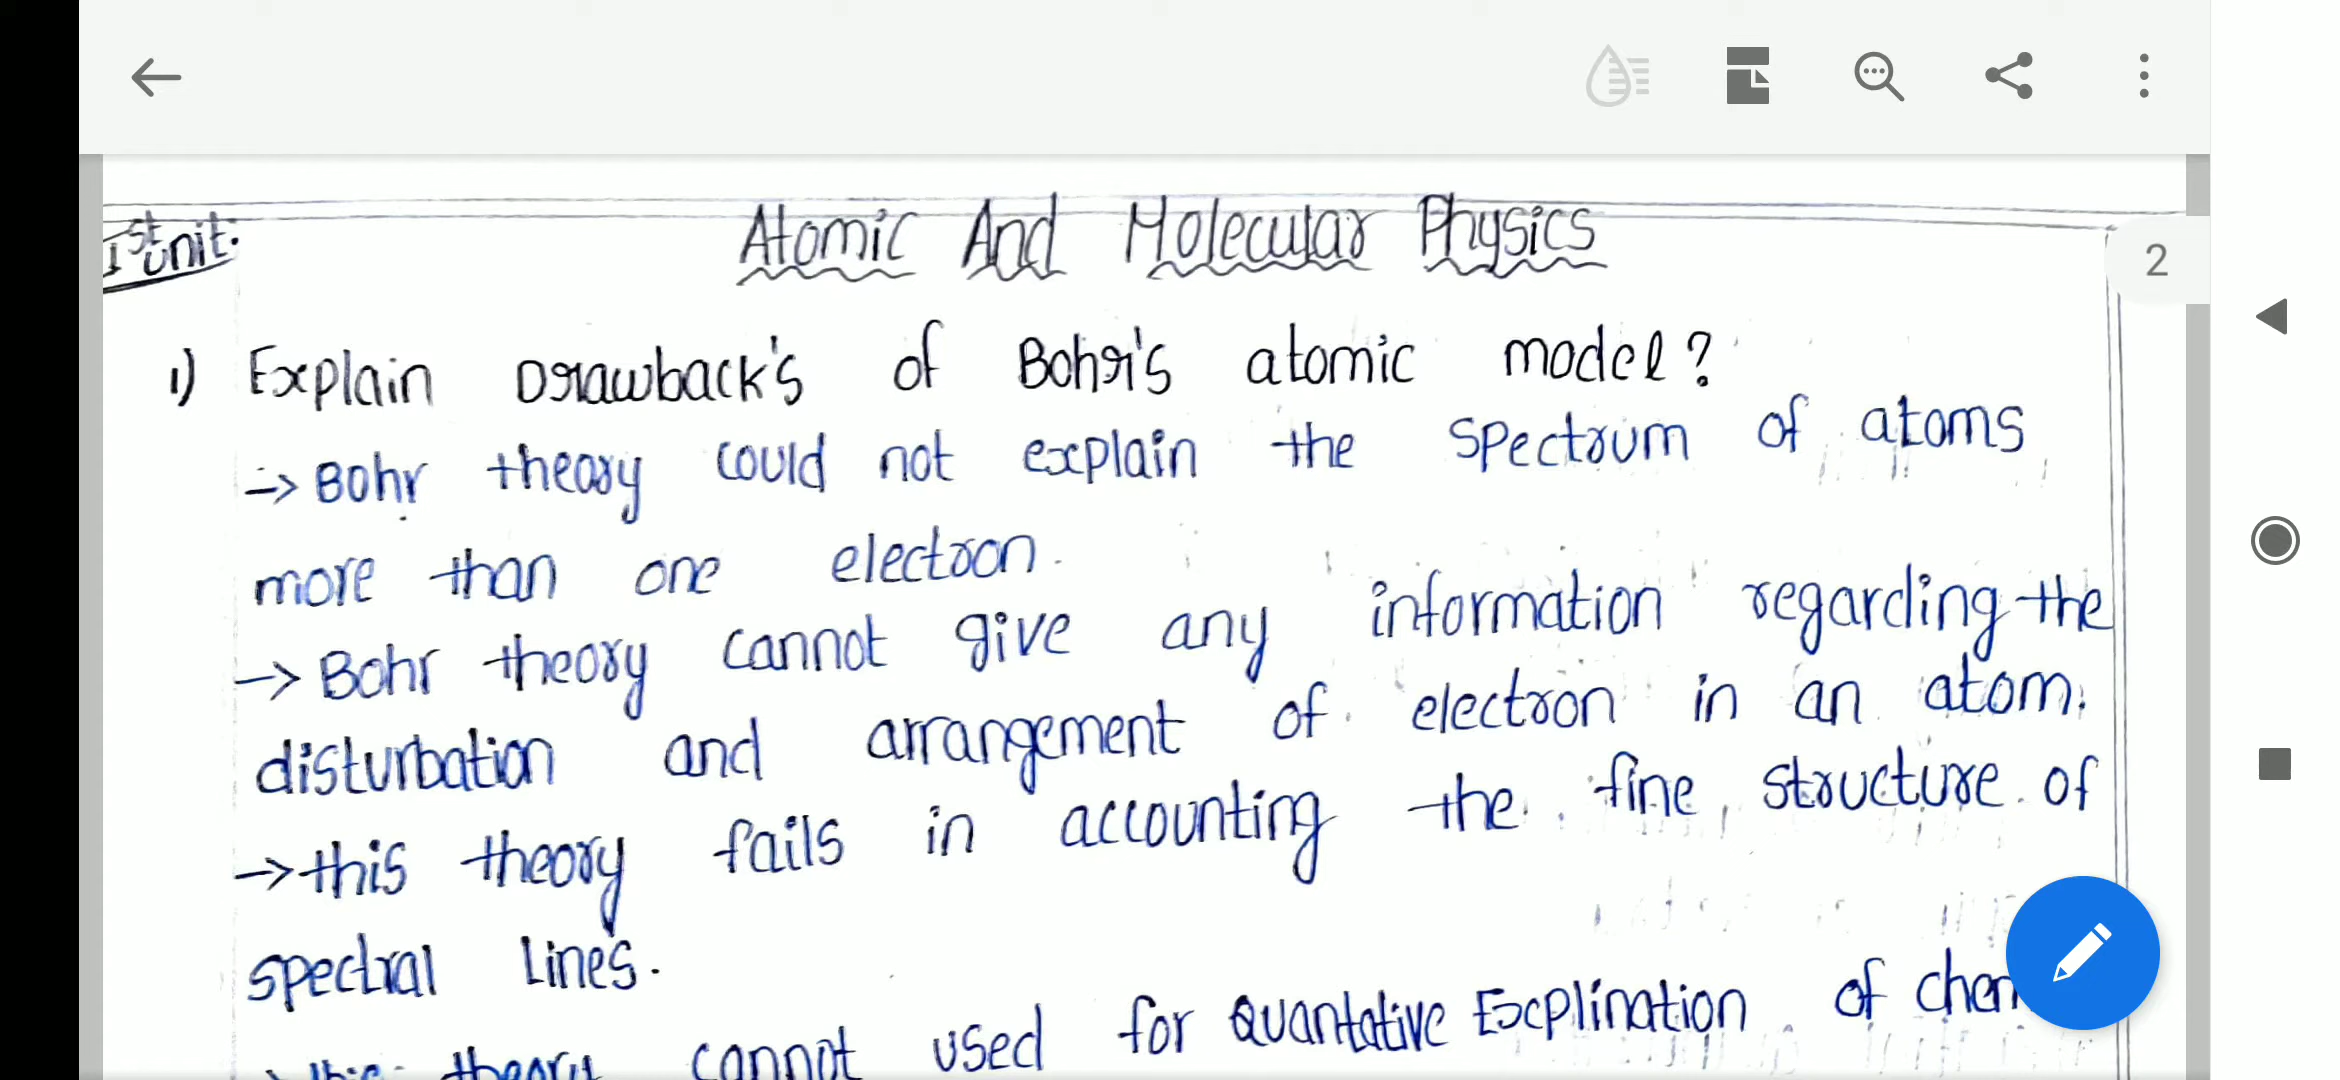 Atomic And Molecular Physics
1st unit.
2
1) Explain Drawback's of Bohr's atomic model?
→ Bohr theory could not explain the spectrum of atoms
more than one electron.
→ Bohr theory cannot give any information regarding the
disturbation and arrangement of electron in an atom.
→ this theory fails in accounting the fine structure of
spectral Lines.
→ this theory cannot used for Quantative Explination of chem